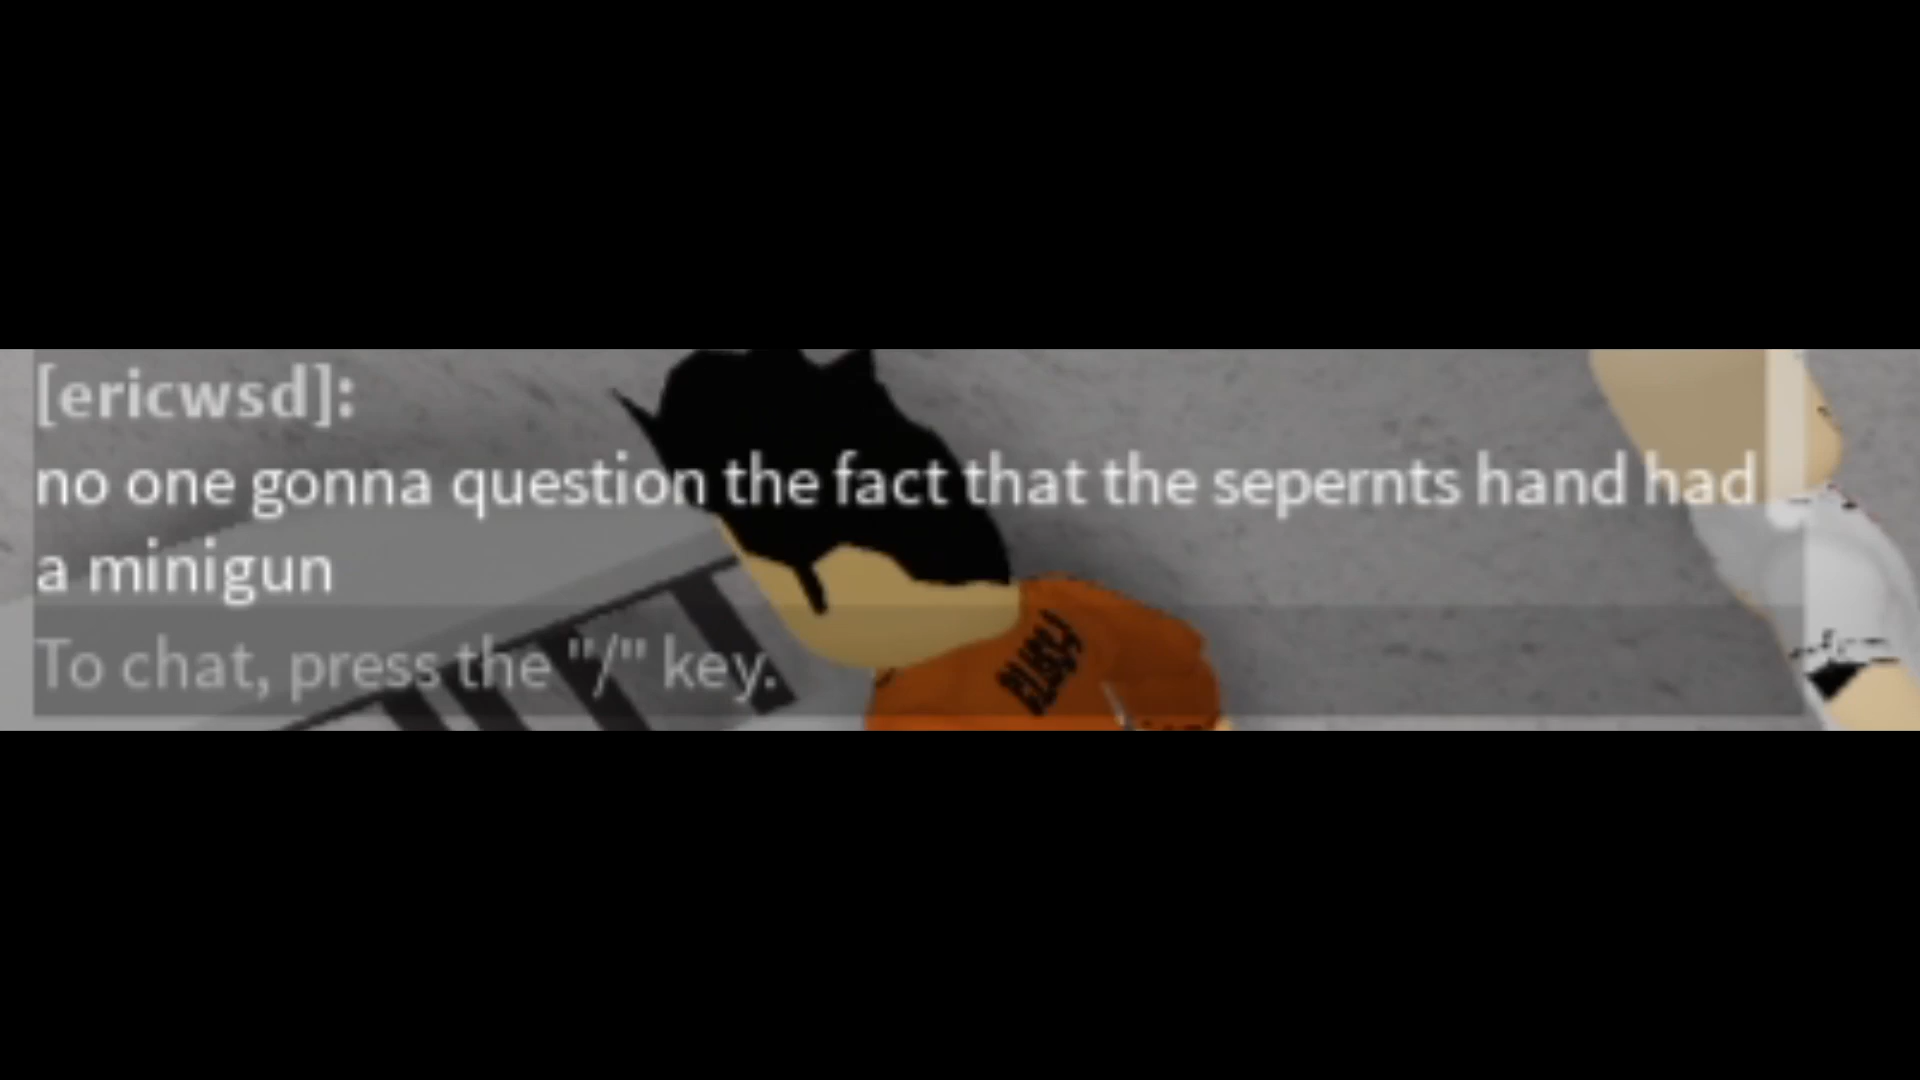 [ericwsd]:
no one gonna question the fact that the sepernts hand had
a minigun
To chat, press the "/" key.